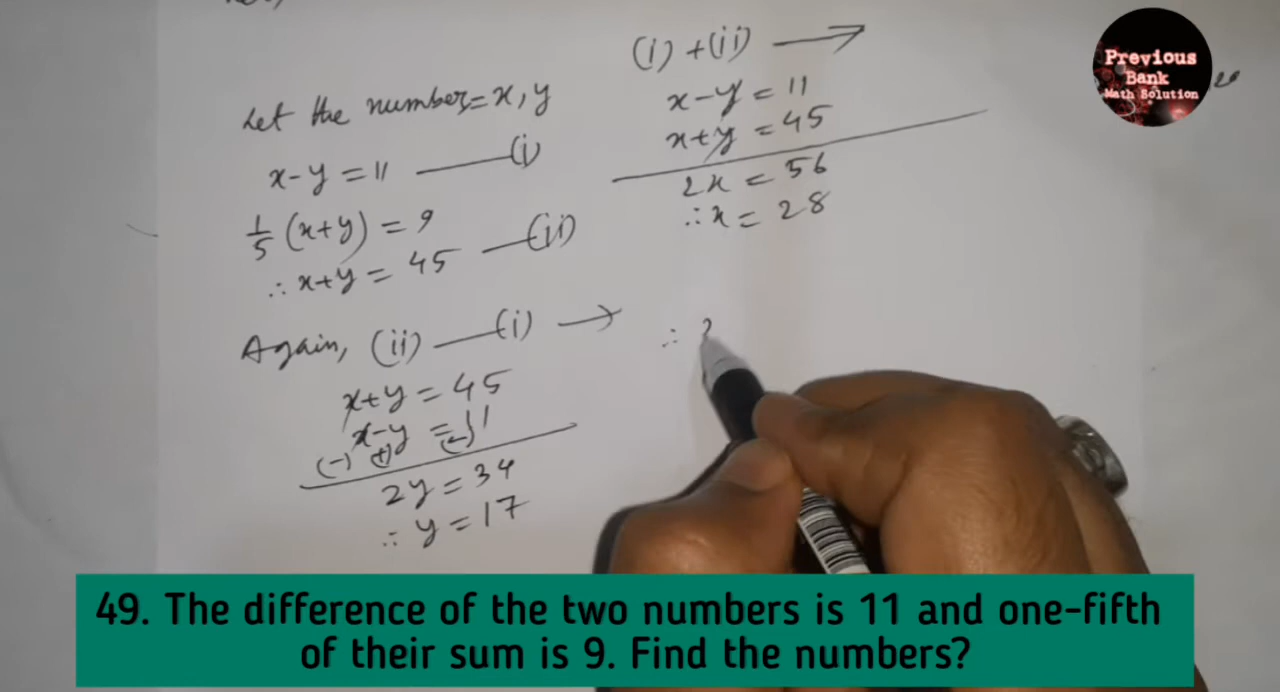 Let the number = x, y
x-y = 11 —— (i)
1/5 (x+y) = 9
∴ x+y = 45 — (ii)
Again, (ii) — (i) →
x+y = 45
x-y = 11
(-) (+) (-)
2y = 34
∴ y = 17
(i) + (ii) →
x-y = 11
x+y = 45
2x = 56
∴ x = 28
∴
Previous
Bank
Math Solution
49. The difference of the two numbers is 11 and one-fifth
of their sum is 9. Find the numbers?